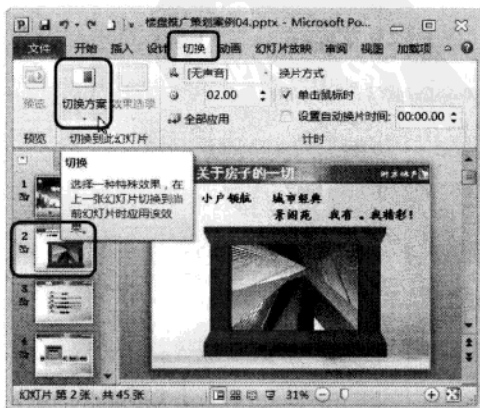 楼盘推广策划案例04.pptx - Microsoft Po...
文件 开始 插入 设计 切换 动画 幻灯片放映 审阅 视图 加载项
预览 切换方案 效果选项
[无声音]
02.00
全部应用
换片方式
单击鼠标时
设置自动换片时间: 00:00.00
预览 切换到此幻灯片 计时
切换
选择一种特殊效果，在
上一张幻灯片切换到当
前幻灯片时应用该效
果。
1
2
3
4
关于房子的一切
小户领航 城市经典
景阁苑 我有。我精彩!
幻灯片 第 2 张，共 45 张 31%